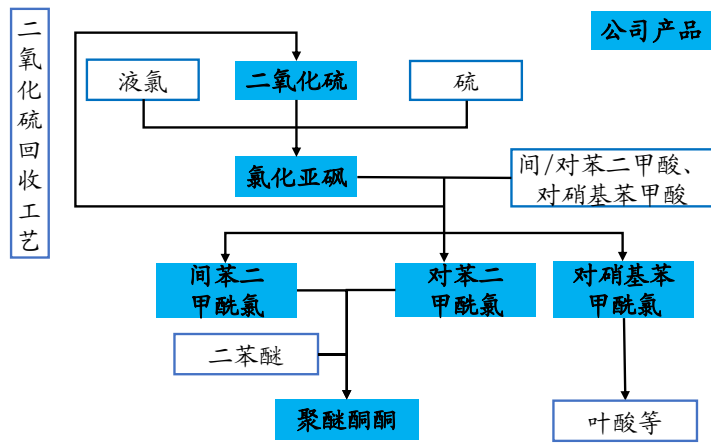 二氧化硫回收工艺
公司产品
液氯
二氧化硫
硫
氯化亚砜
间/对苯二甲酸、
对硝基苯甲酸
间苯二
甲酰氯
对苯二
甲酰氯
对硝基苯
甲酰氯
二苯醚
聚醚酮酮
叶酸等